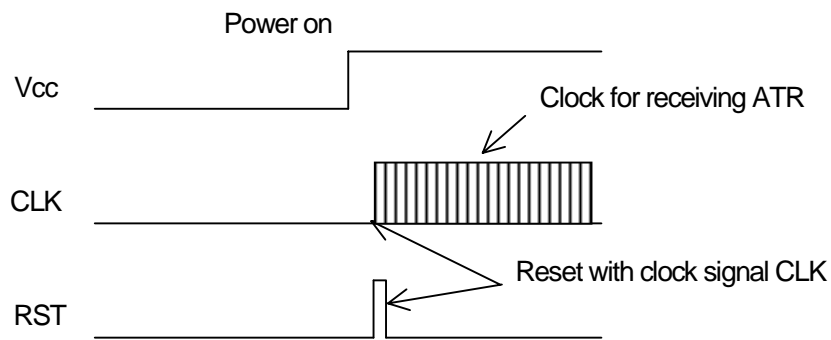 Power on
Vcc
Clock for receiving ATR
CLK
Reset with clock signal CLK
RST